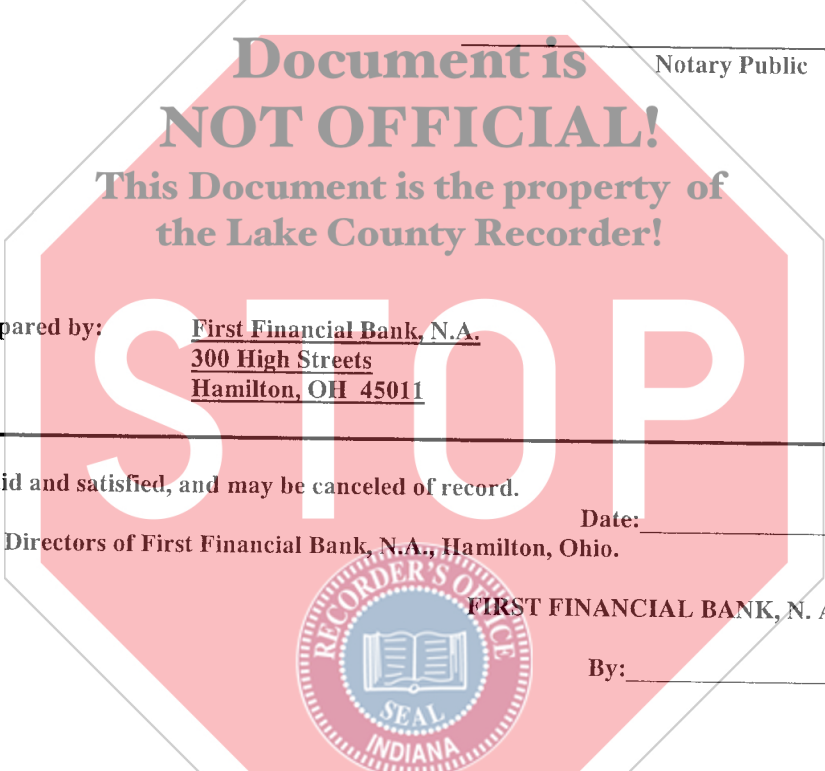 Document is
Notary Public
NOT OFFICIAL!
This Document is the property of
the Lake County Recorder!
pared by: First Financial Bank, N.A.
300 High Streets
Hamilton, OH 45011
STOP
id and satisfied, and may be canceled of record.
Date:
Directors of First Financial Bank, N.A., Hamilton, Ohio.
FIRST FINANCIAL BANK, N. A
By:
RECORDER'S OFFICE
SEAL
INDIANA